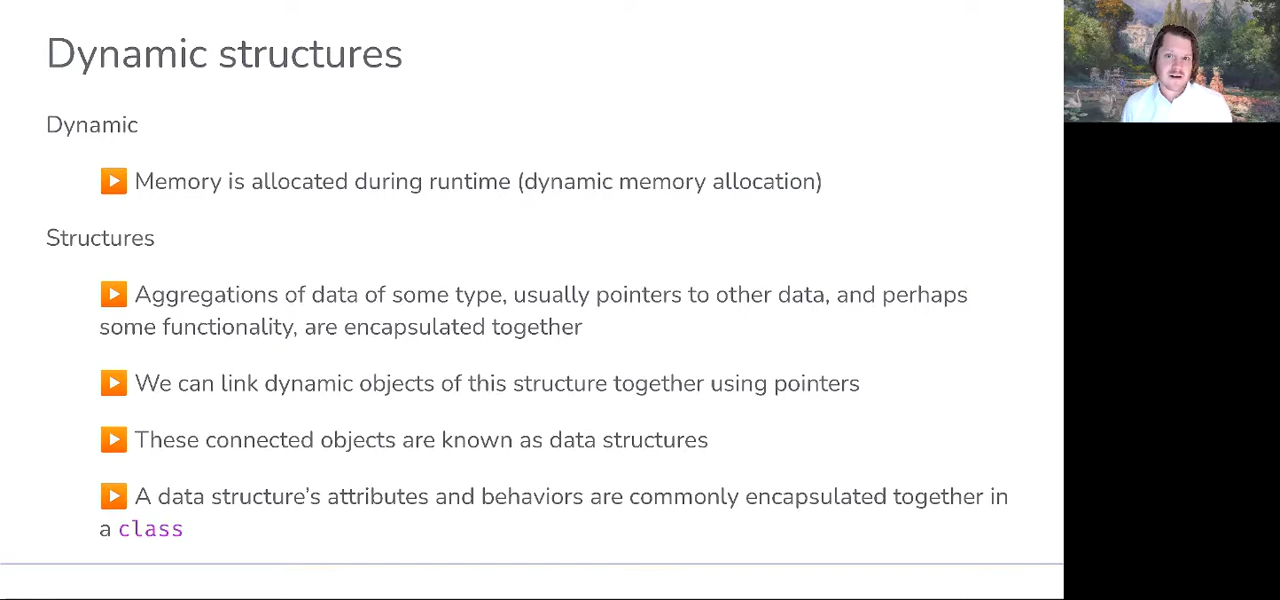 Dynamic structures
Dynamic
▶ Memory is allocated during runtime (dynamic memory allocation)
Structures
▶ Aggregations of data of some type, usually pointers to other data, and perhaps
some functionality, are encapsulated together
▶ We can link dynamic objects of this structure together using pointers
▶ These connected objects are known as data structures
▶ A data structure's attributes and behaviors are commonly encapsulated together in
a class